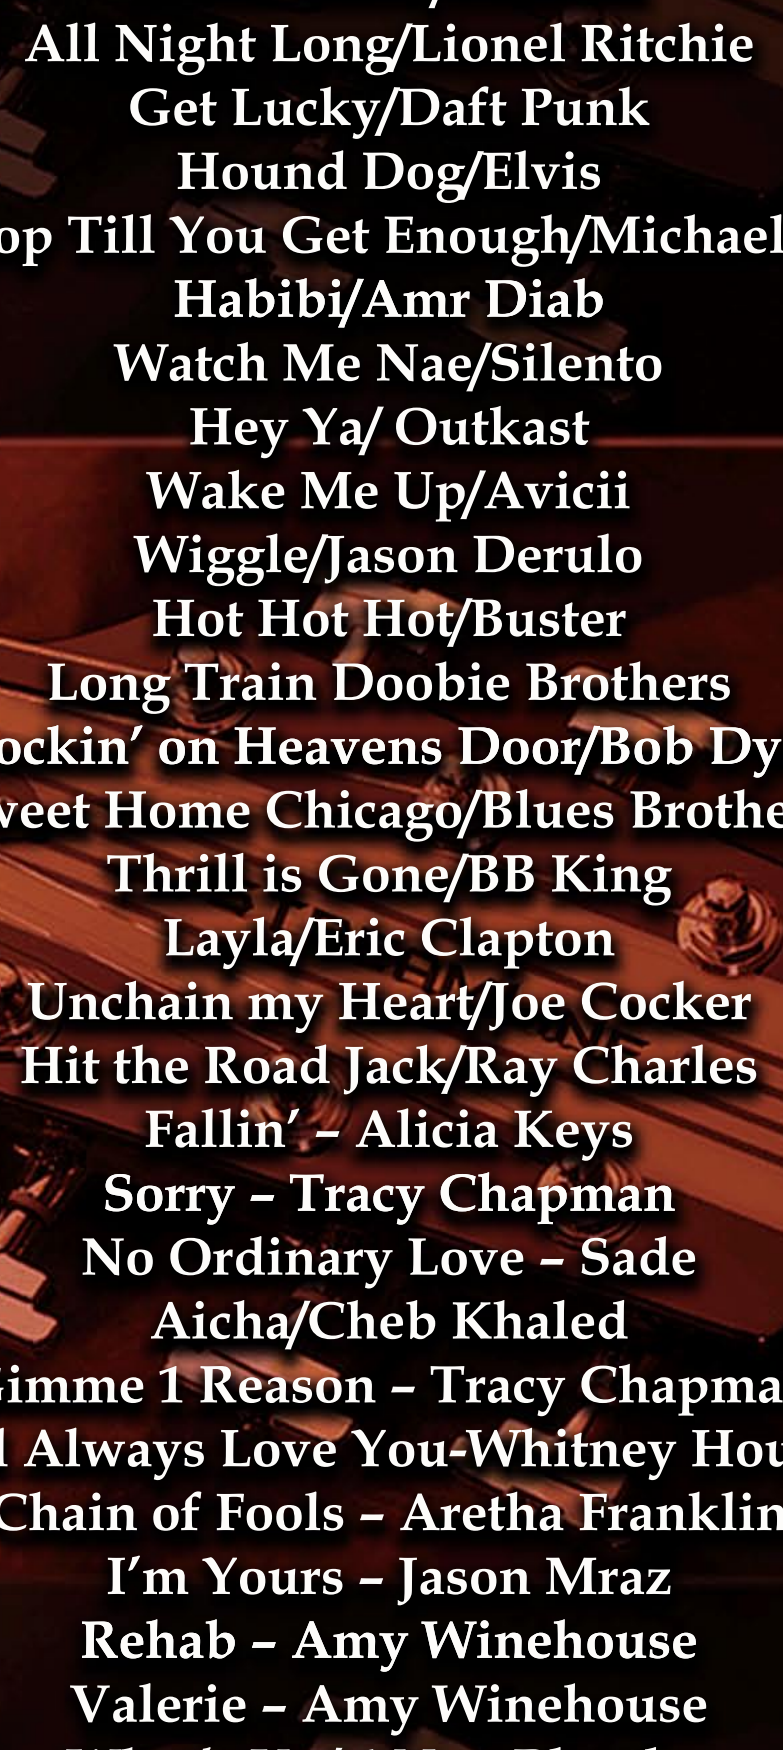 All Night Long/Lionel Ritchie
Get Lucky/Daft Punk
Hound Dog/Elvis
op Till You Get Enough/Michael
Habibi/Amr Diab
Watch Me Nae/Silento
Hey Ya/ Outkast
Wake Me Up/Avicii
Wiggle/Jason Derulo
Hot Hot Hot/Buster
Long Train Doobie Brothers
ockin’ on Heavens Door/Bob Dy
weet Home Chicago/Blues Brothe
Thrill is Gone/BB King
Layla/Eric Clapton
Unchain my Heart/Joe Cocker
Hit the Road Jack/Ray Charles
Fallin’ – Alicia Keys
Sorry – Tracy Chapman
No Ordinary Love – Sade
Aicha/Cheb Khaled
Gimme 1 Reason – Tracy Chapma
l Always Love You-Whitney Hou
Chain of Fools – Aretha Franklin
I’m Yours – Jason Mraz
Rehab – Amy Winehouse
Valerie – Amy Winehouse